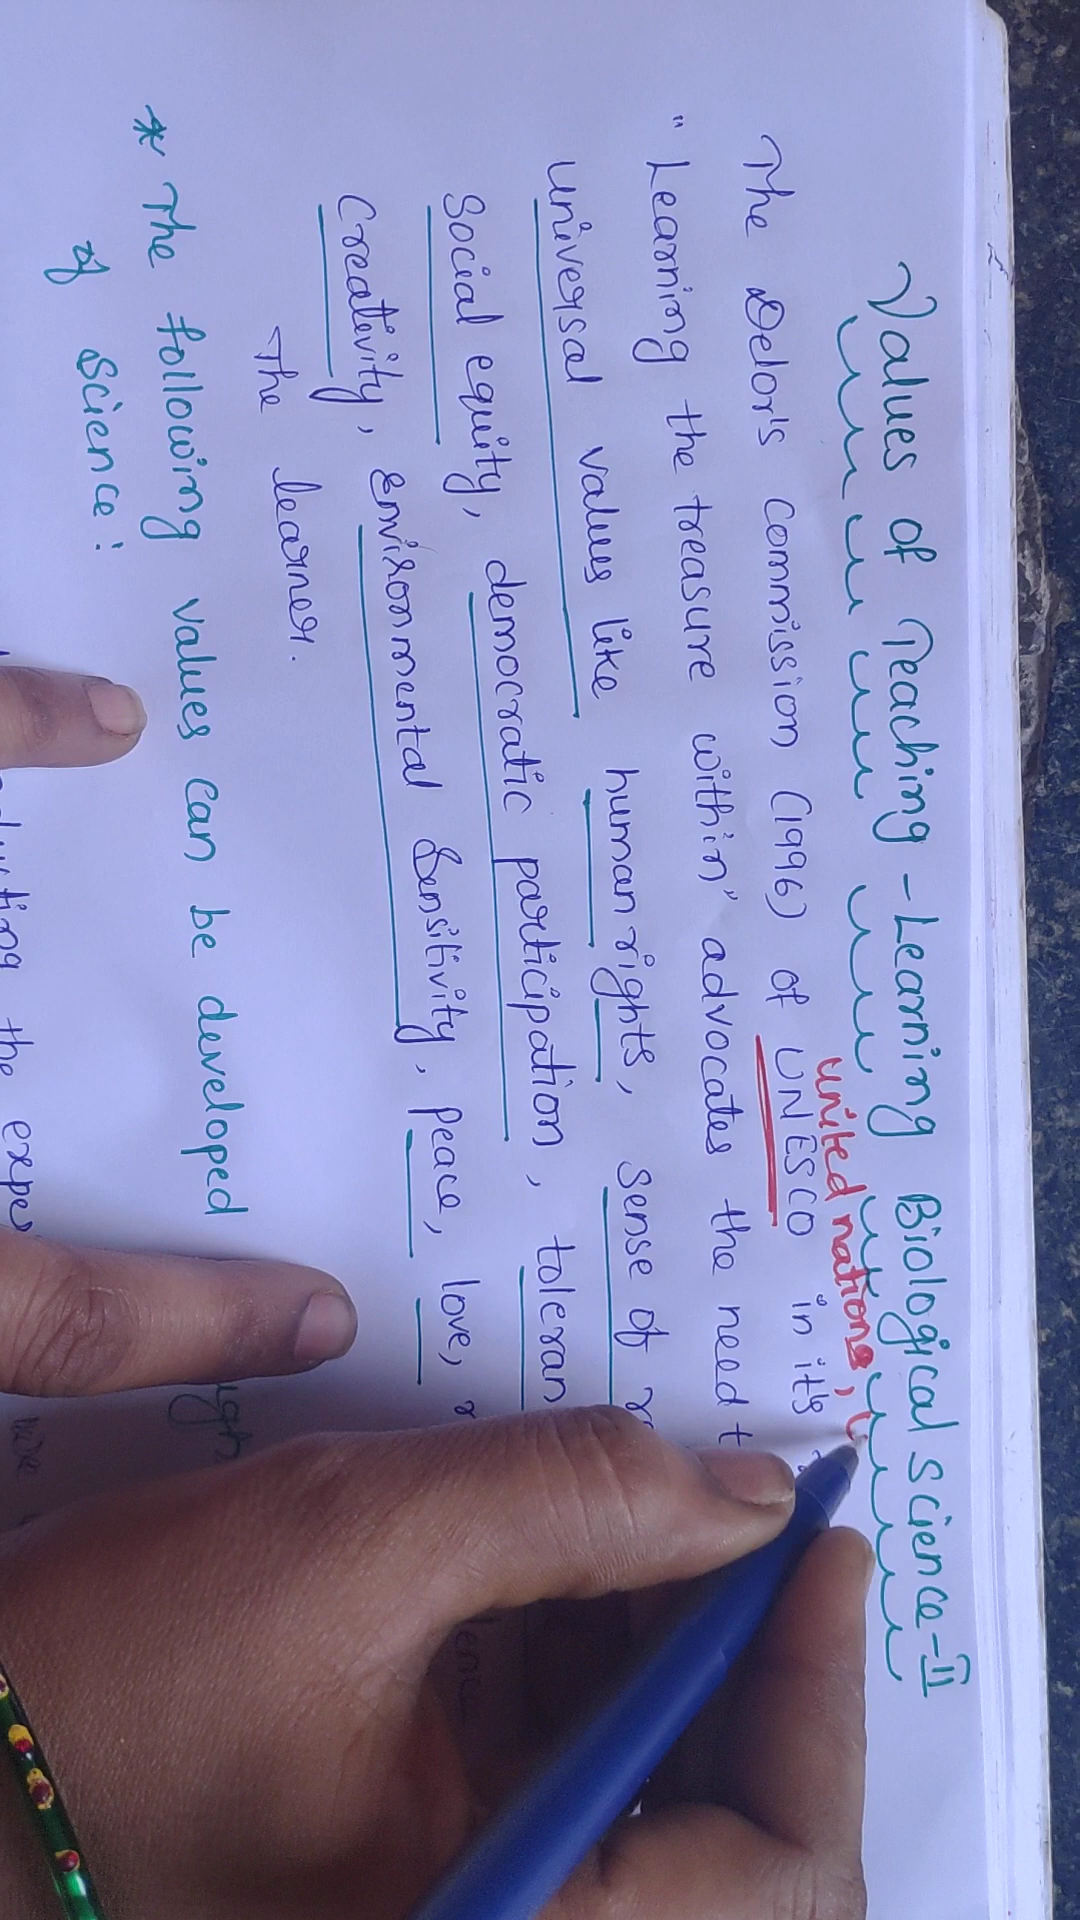 Values of Teaching-Learning Biological science-II
united nations,
The Delor's commission (1996) of UNESCO in it's
"Learning the treasure within" advocates the need
universal values like human rights, sense of
Social equity, democratic participation, toleran
Creativity, environmental Sensitivity, peace, love,
The learner.
* The following values can be developed
of Science:
the